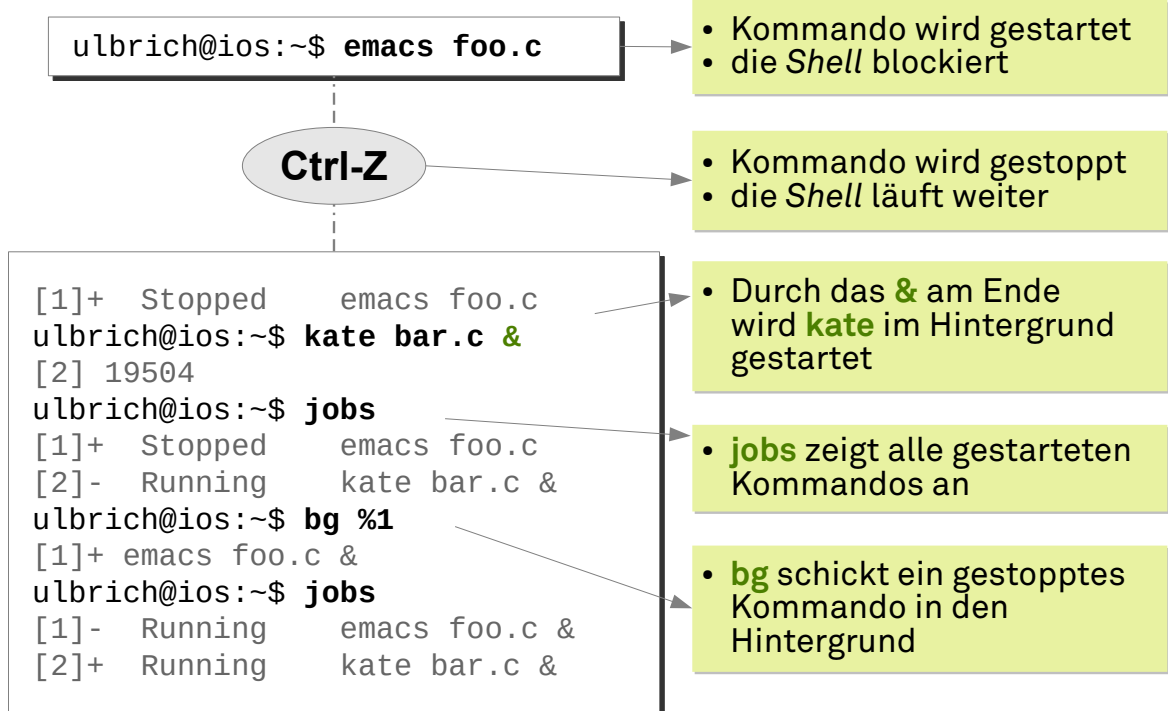 ulbrich@ios:~$ emacs foo.c
• Kommando wird gestartet
• die Shell blockiert
Ctrl-Z
• Kommando wird gestoppt
• die Shell läuft weiter
[1]+  Stopped    emacs foo.c
ulbrich@ios:~$ kate bar.c &
[2] 19504
ulbrich@ios:~$ jobs
[1]+  Stopped    emacs foo.c
[2]-  Running    kate bar.c &
ulbrich@ios:~$ bg %1
[1]+ emacs foo.c &
ulbrich@ios:~$ jobs
[1]-  Running    emacs foo.c &
[2]+  Running    kate bar.c &
• Durch das & am Ende
wird kate im Hintergrund
gestartet
• jobs zeigt alle gestarteten
Kommandos an
• bg schickt ein gestopptes
Kommando in den
Hintergrund